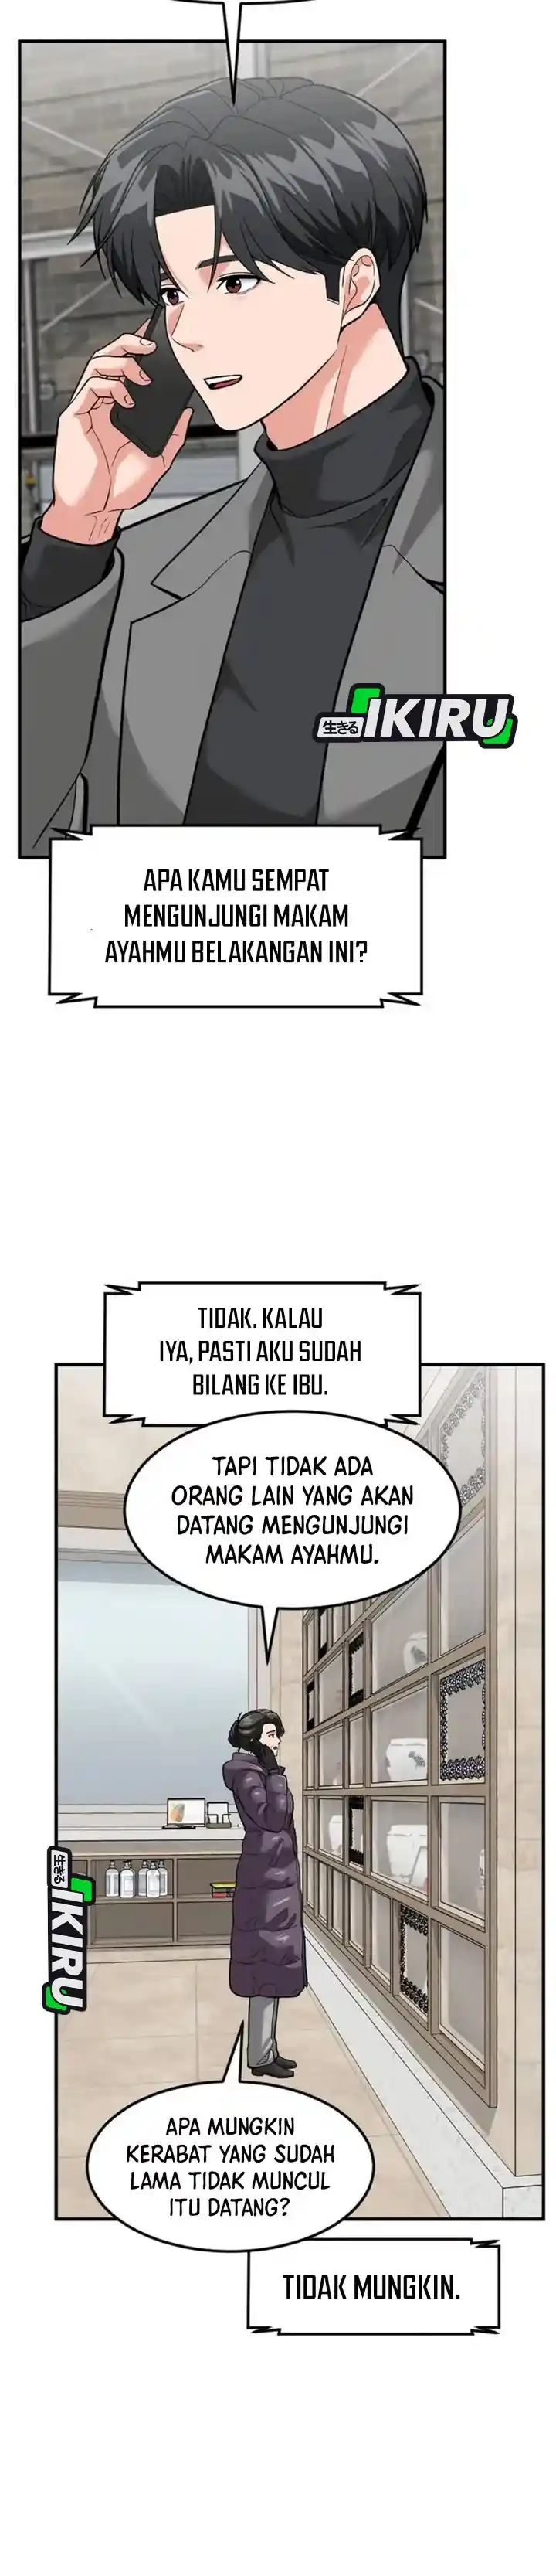 生きる IKIRU
APA KAMU SEMPAT
MENGUNJUNGI MAKAM
AYAHMU BELAKANGAN INI?
TIDAK. KALAU
IYA, PASTI AKU SUDAH
BILANG KE IBU.
TAPI TIDAK ADA
ORANG LAIN YANG AKAN
DATANG MENGUNJUNGI
MAKAM AYAHMU.
生きる IKIRU
APA MUNGKIN
KERABAT YANG SUDAH
LAMA TIDAK MUNCUL
ITU DATANG?
TIDAK MUNGKIN.